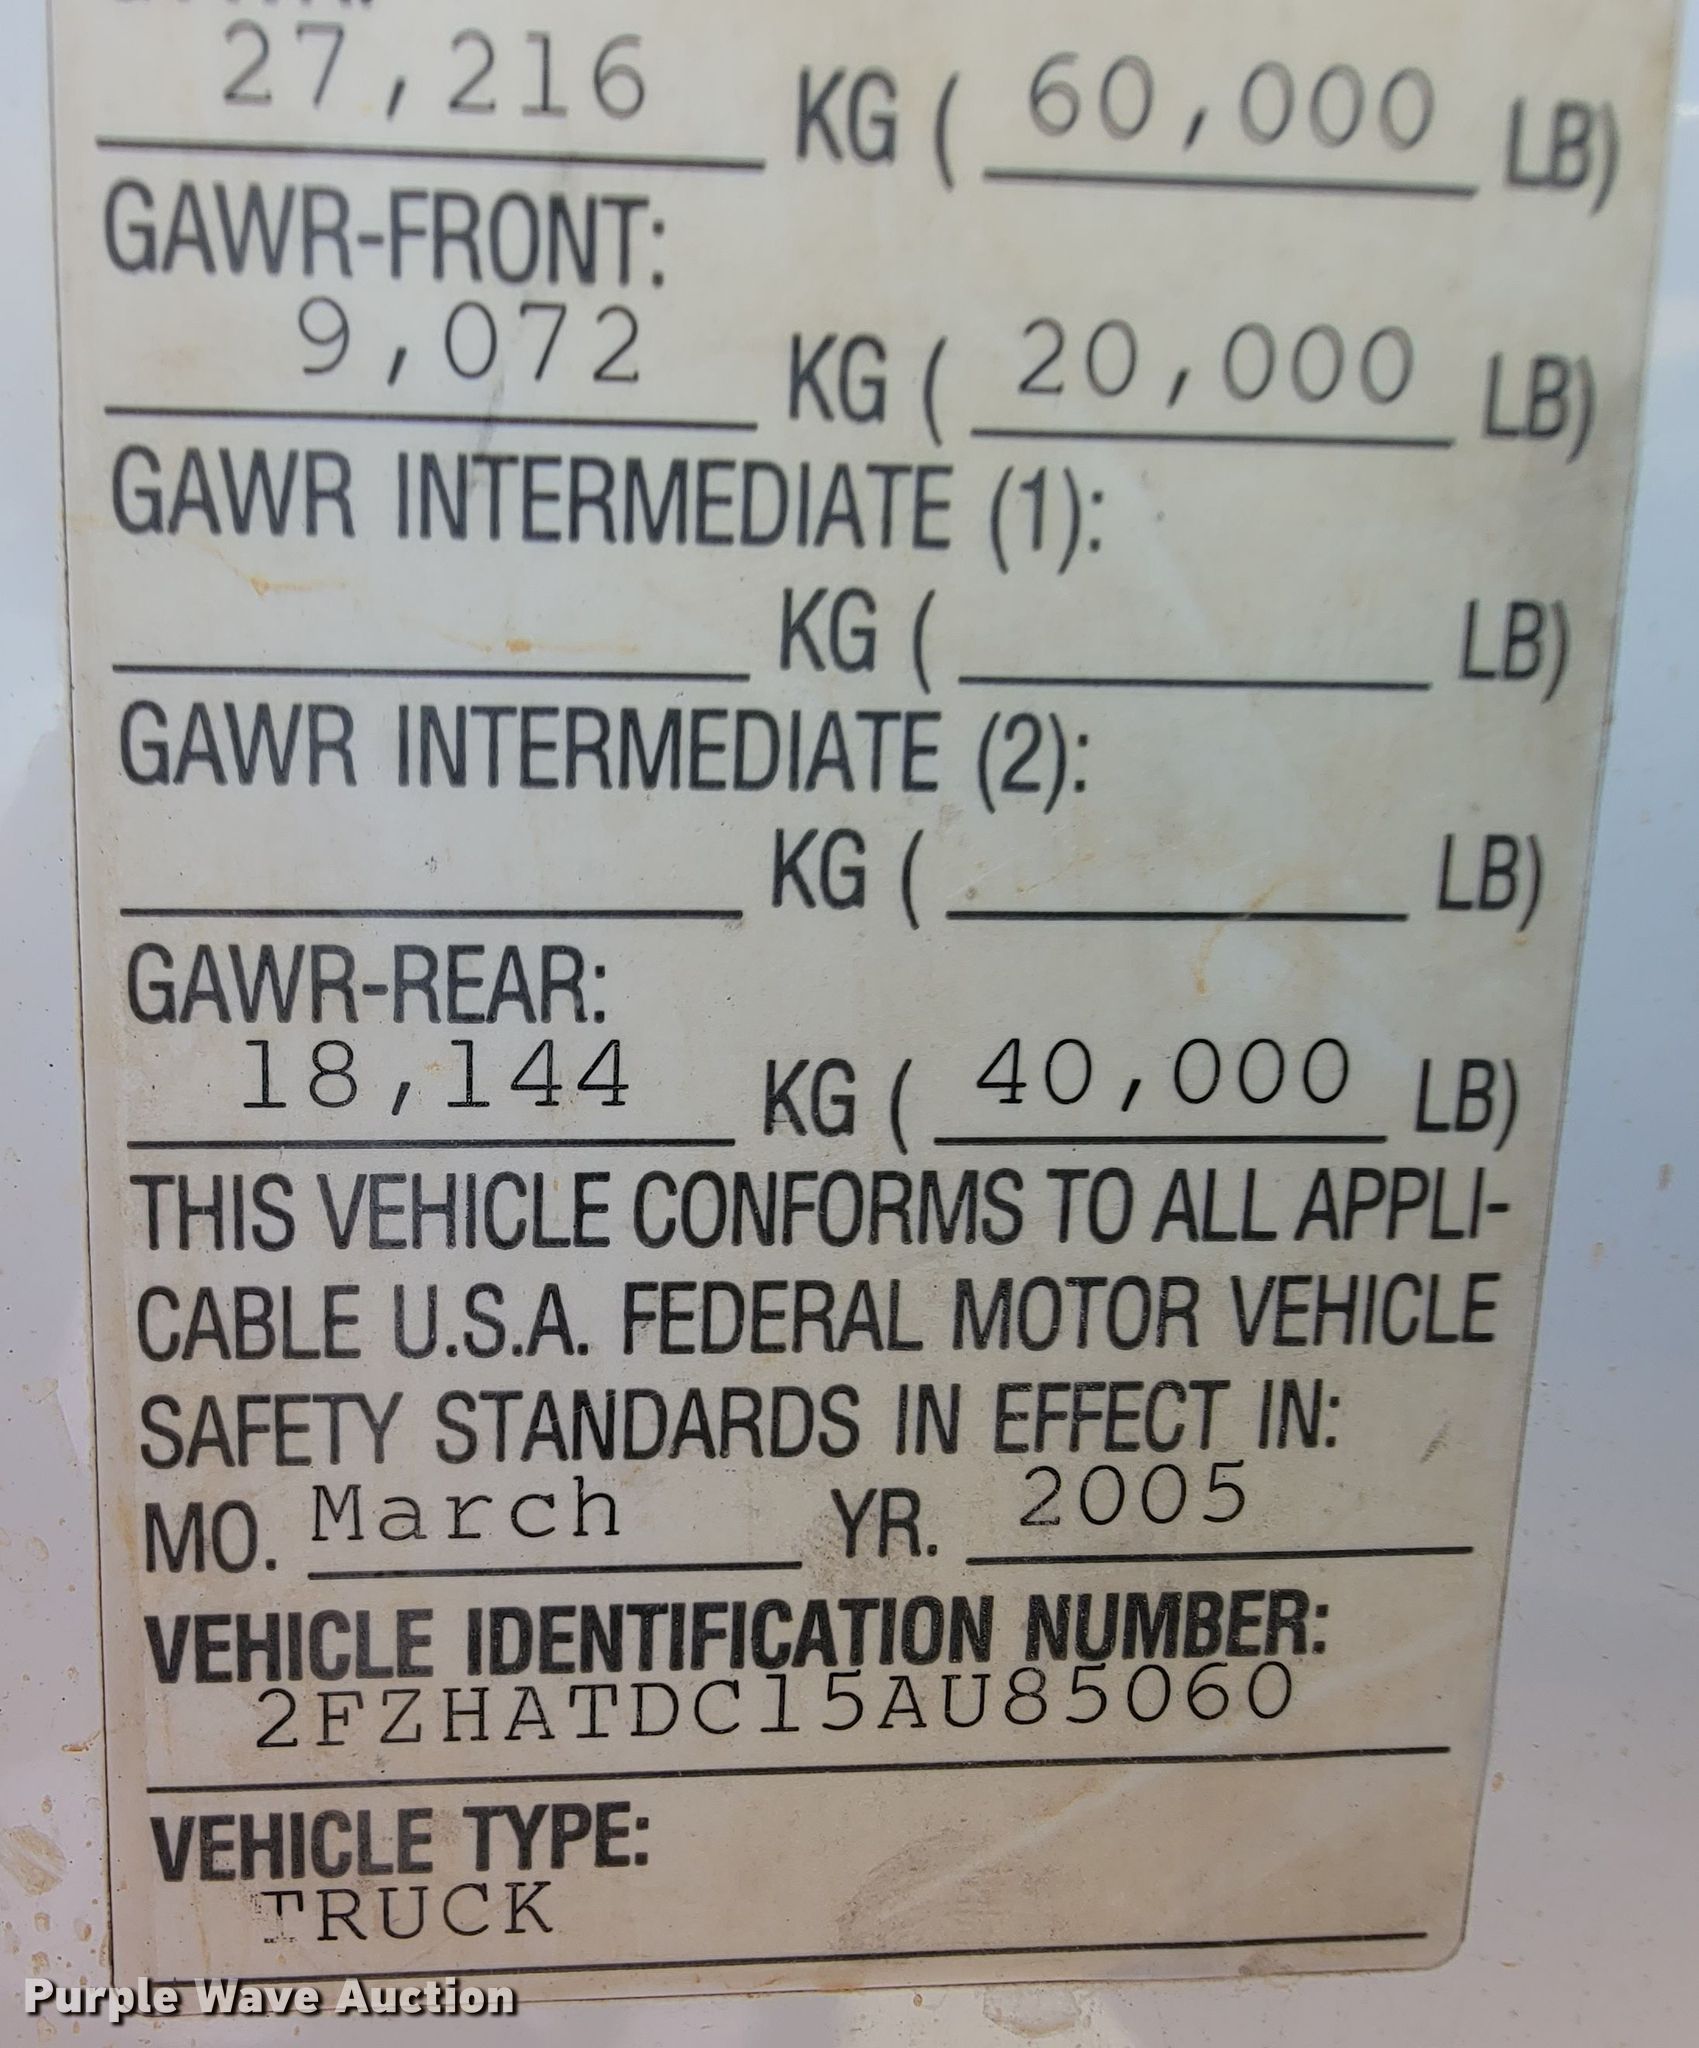 27,216 KG ( 60,000 LB)
GAWR-FRONT:
9,072 KG ( 20,000 LB)
GAWR INTERMEDIATE (1):
KG ( LB)
GAWR INTERMEDIATE (2):
KG ( LB)
GAWR-REAR:
18,144 KG ( 40,000 LB)
THIS VEHICLE CONFORMS TO ALL APPLI-
CABLE U.S.A. FEDERAL MOTOR VEHICLE
SAFETY STANDARDS IN EFFECT IN:
MO. March YR. 2005
VEHICLE IDENTIFICATION NUMBER:
2FZHATDC15AU85060
VEHICLE TYPE:
TRUCK
Purple Wave Auction